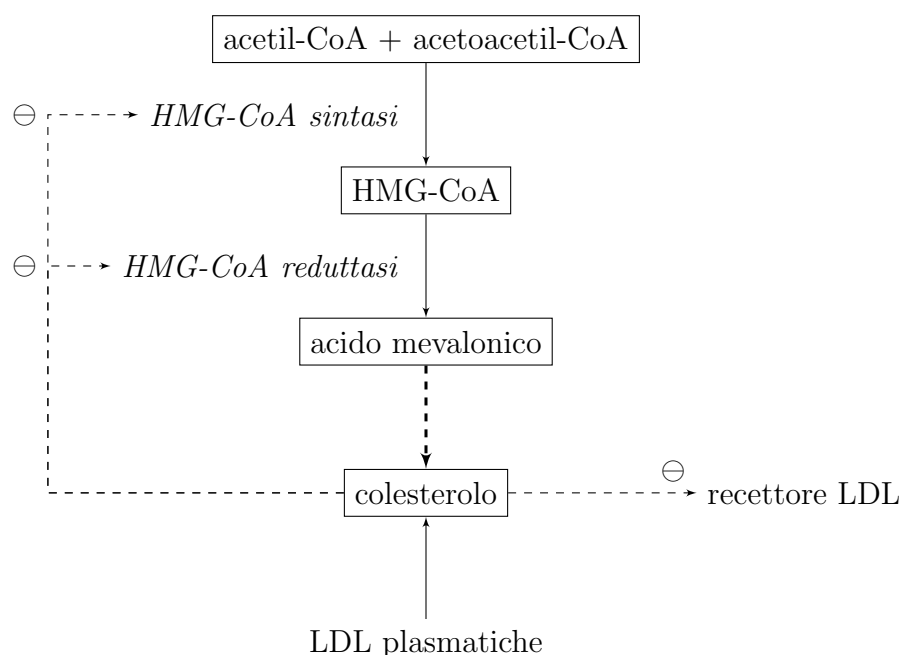 acetil-CoA + acetoacetil-CoA
⊖ HMG-CoA sintasi
HMG-CoA
⊖ HMG-CoA reduttasi
acido mevalonico
⊖
colesterolo
recettore LDL
LDL plasmatiche